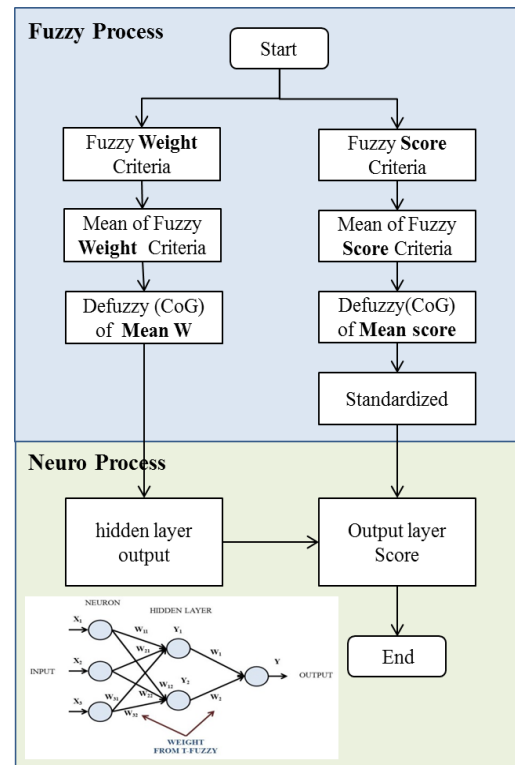 Fuzzy Process
Start
Fuzzy Weight
Criteria
Fuzzy Score
Criteria
Mean of Fuzzy
Weight Criteria
Mean of Fuzzy
Score Criteria
Defuzzy (CoG)
of Mean W
Defuzzy(CoG)
of Mean score
Standardized
Neuro Process
hidden layer
output
Output layer
Score
End
NEURON
HIDDEN LAYER
X₁
W₁₁
Y₁
W₂₁
W₁
INPUT
X₂
W₁₂
Y₂
Y
OUTPUT
W₃₁
W₂₂
W₂
X₃
W₃₂
WEIGHT
FROM T-FUZZY